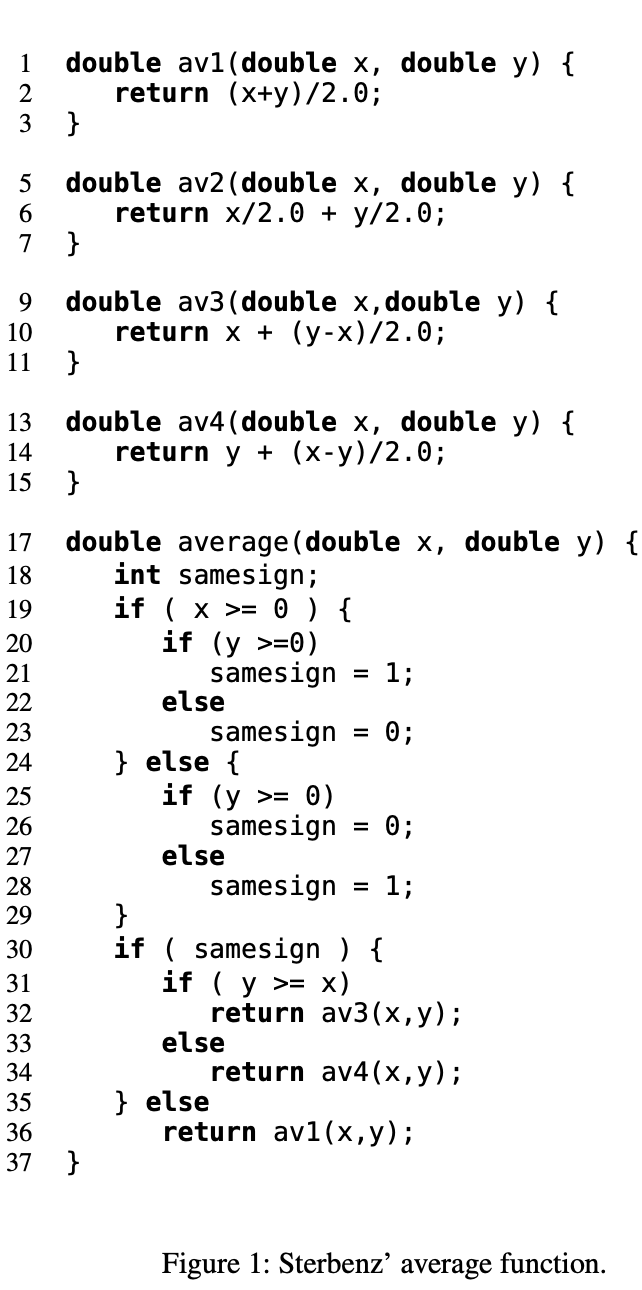 1 double av1(double x, double y) {
2 return (x+y)/2.0;
3 }
5 double av2(double x, double y) {
6 return x/2.0 + y/2.0;
7 }
9 double av3(double x,double y) {
10 return x + (y-x)/2.0;
11 }
13 double av4(double x, double y) {
14 return y + (x-y)/2.0;
15 }
17 double average(double x, double y) {
18 int samesign;
19 if ( x >= 0 ) {
20 if (y >=0)
21 samesign = 1;
22 else
23 samesign = 0;
24 } else {
25 if (y >= 0)
26 samesign = 0;
27 else
28 samesign = 1;
29 }
30 if ( samesign ) {
31 if ( y >= x)
32 return av3(x,y);
33 else
34 return av4(x,y);
35 } else
36 return av1(x,y);
37 }
Figure 1: Sterbenz’ average function.